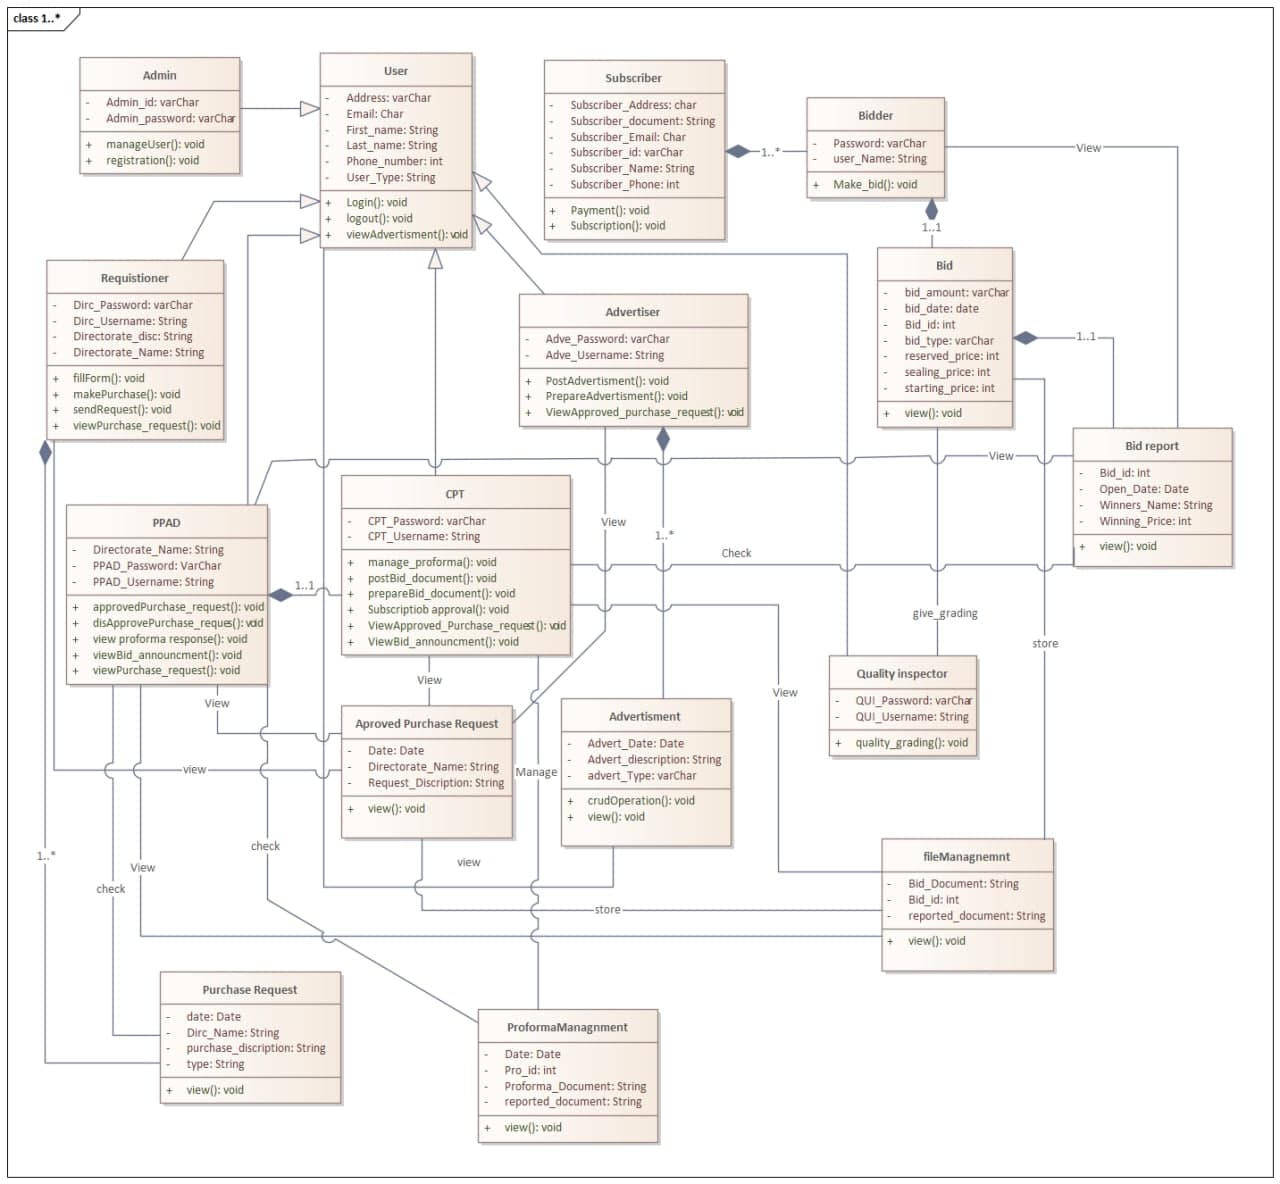 class 1..*
Admin
- Admin_id: varChar
- Admin_password: varChar
+ manageUser(): void
+ registration(): void
User
- Address: varChar
- Email: Char
- First_name: String
- Last_name: String
- Phone_number: int
- User_Type: String
+ Login(): void
+ logout(): void
+ viewAdvertisment(): void
Subscriber
- Subscriber_Address: char
- Subscriber_document: String
- Subscriber_Email: Char
- Subscriber_id: varChar
- Subscriber_Name: String
- Subscriber_Phone: int
+ Payment(): void
+ Subscription(): void
1..*
Bidder
- Password: varChar
- user_Name: String
+ Make_bid(): void
View
1..1
Bid
- bid_amount: varChar
- bid_date: date
- Bid_id: int
- bid_type: varChar
- reserved_price: int
- sealing_price: int
- starting_price: int
+ view(): void
1..1
Requistioner
- Dirc_Password: varChar
- Dirc_Username: String
- Directorate_disc: String
- Directorate_Name: String
+ fillForm(): void
+ makePurchase(): void
+ sendRequest(): void
+ viewPurchase_request(): void
Advertiser
- Adve_Password: varChar
- Adve_Username: String
+ PostAdvertisment(): void
+ PrepareAdvertisment(): void
+ ViewApproved_purchase_request(): void
Bid report
- Bid_id: int
- Open_Date: Date
- Winners_Name: String
- Winning_Price: int
+ view(): void
View
PPAD
- Directorate_Name: String
- PPAD_Password: VarChar
- PPAD_Username: String
+ approvedPurchase_request(): void
+ disApprovePurchase_reques(): void
+ view proforma response(): void
+ viewBid_announcment(): void
+ viewPurchase_request(): void
1..1
CPT
- CPT_Password: varChar
- CPT_Username: String
+ manage_proforma(): void
+ postBid_document(): void
+ prepareBid_document(): void
+ Subscriptiob approval(): void
+ ViewApproved_Purchase_request(): void
+ ViewBid_announcment(): void
View
1..*
Check
give_grading
store
Quality inspector
- QUI_Password: varChar
- QUI_Username: String
+ quality_grading(): void
View
View
View
Aproved Purchase Request
- Date: Date
- Directorate_Name: String
- Request_Discription: String
+ view(): void
view
Manage
Advertisment
- Advert_Date: Date
- Advert_diescription: String
- advert_Type: varChar
+ crudOperation(): void
+ view(): void
1..*
check
View
check
view
store
fileManagnemnt
- Bid_Document: String
- Bid_id: int
- reported_document: String
+ view(): void
Purchase Request
- date: Date
- Dirc_Name: String
- purchase_discription: String
- type: String
+ view(): void
ProformaManagnment
- Date: Date
- Pro_id: int
- Proforma_Document: String
- reported_document: String
+ view(): void